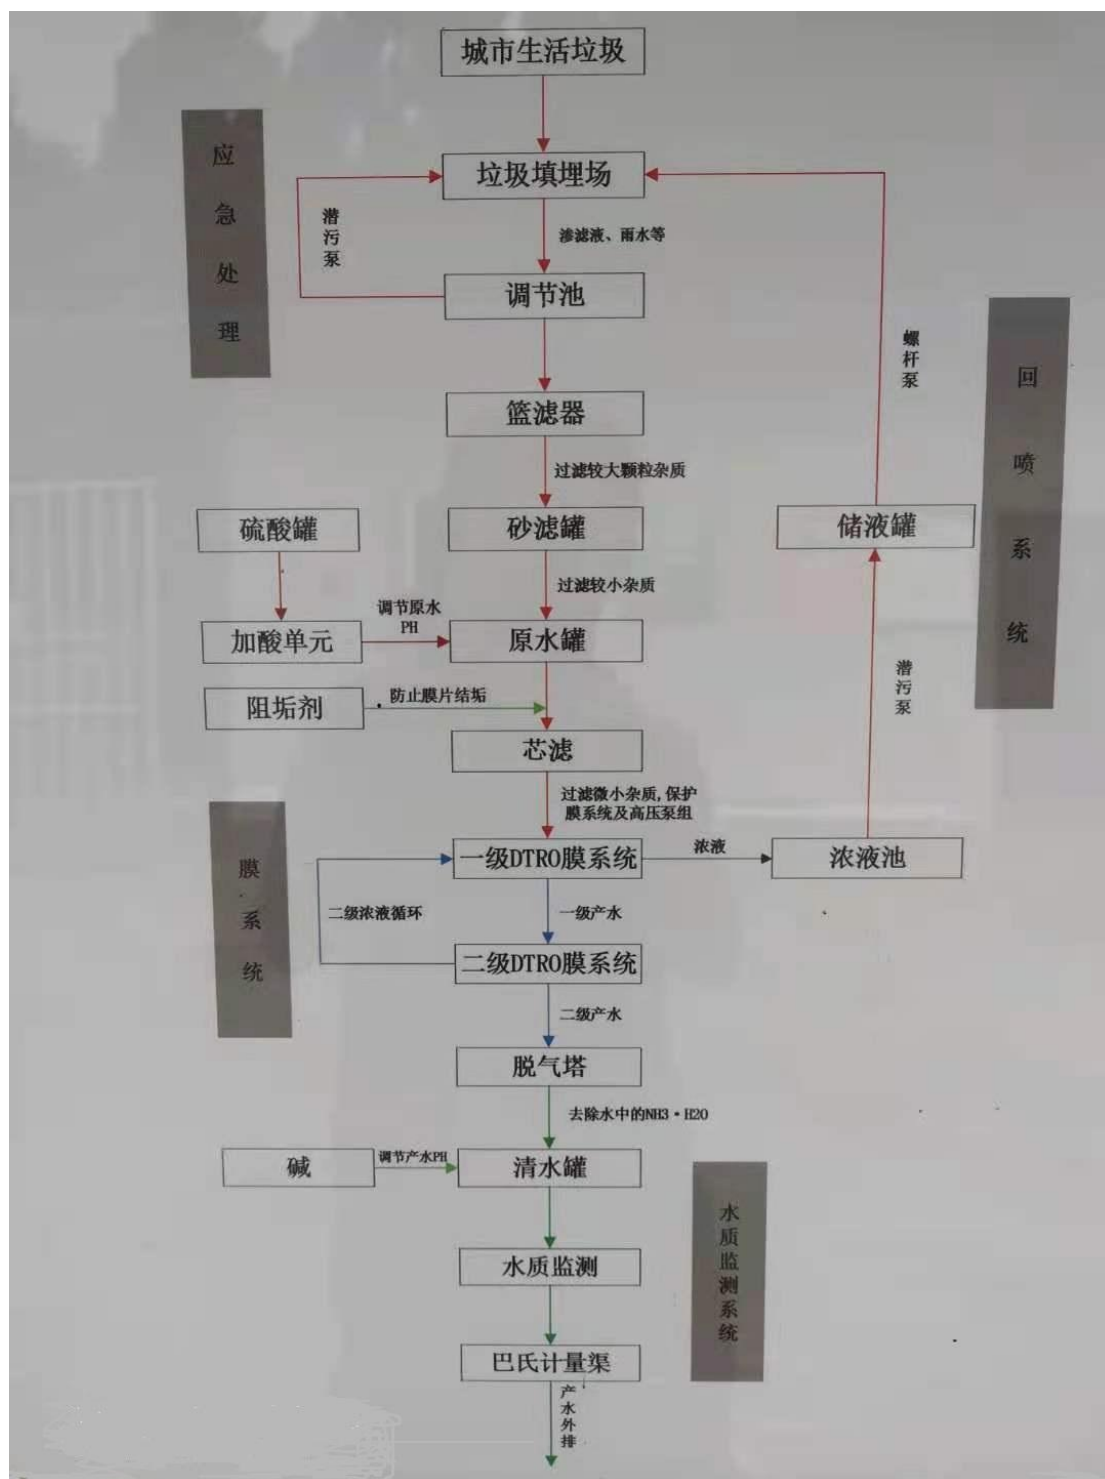 城市生活垃圾
应急处理
垃圾填埋场
潜污泵
渗滤液、雨水等
调节池
螺杆泵
回喷系统
篮滤器
过滤较大颗粒杂质
硫酸罐
砂滤罐
储液罐
过滤较小杂质
调节原水
PH
加酸单元
原水罐
潜污泵
阻垢剂
防止膜片结垢
芯滤
过滤微小杂质,保护
膜系统及高压泵组
膜系统
一级DTRO膜系统
浓液
浓液池
二级浓液循环
一级产水
二级DTRO膜系统
二级产水
脱气塔
去除水中的NH3·H2O
碱
调节产水PH
清水罐
水质监测系统
水质监测
巴氏计量渠
产水外排